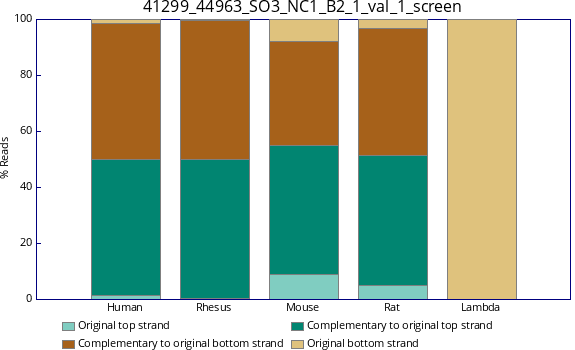 41299_44963_SO3_NC1_B2_1_val_1_screen
100
80
60
40
20
0
% Reads
Human Rhesus Mouse Rat Lambda
Original top strand Complementary to original top strand
Complementary to original bottom strand Original bottom strand